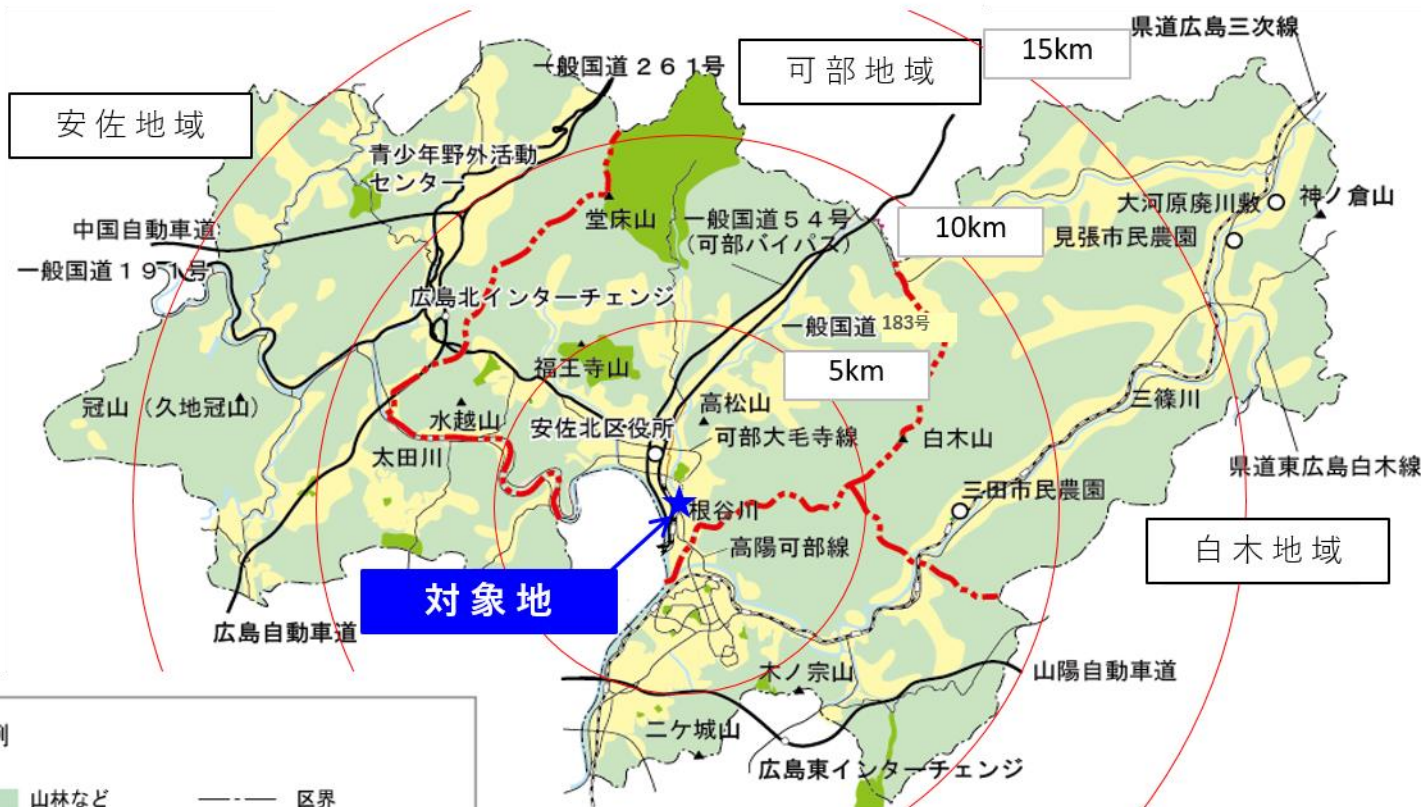 県道広島三次線
15km
可部地域
一般国道２６１号
安佐地域
青少年野外活動
センター
大河原廃川敷
神ノ倉山
堂床山
一般国道５４号
（可部バイパス）
10km
中国自動車道
見張市民農園
一般国道１９１号
広島北インターチェンジ
一般国道 183号
福王寺山
5km
冠山（久地冠山）
水越山
高松山
三篠川
安佐北区役所
可部大毛寺線
白木山
太田川
県道東広島白木線
三田市民農園
根谷川
高陽可部線
白木地域
対象地
広島自動車道
木ノ宗山
山陽自動車道
二ケ城山
広島東インターチェンジ
山林など
区界